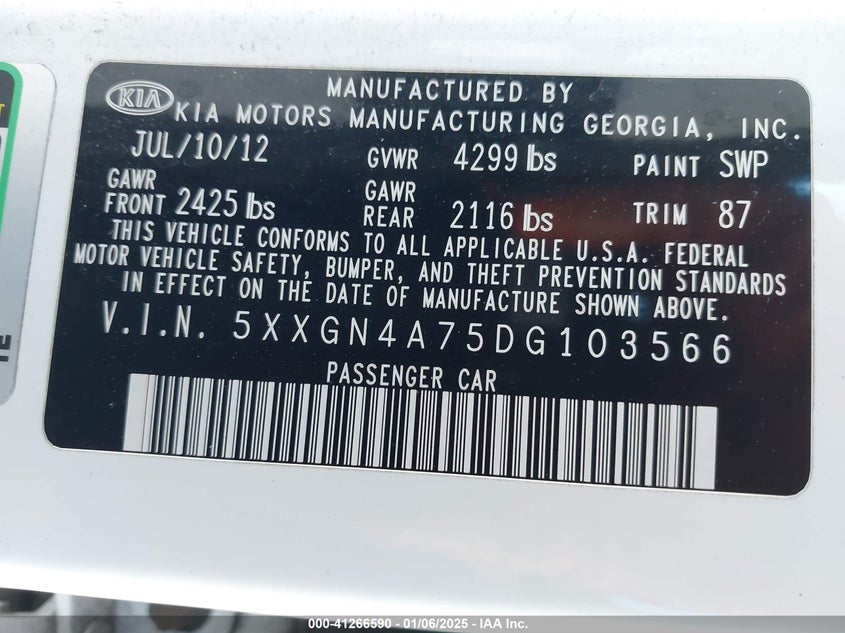 KIA
MANUFACTURED BY
KIA MOTORS MANUFACTURING GEORGIA, INC.
JUL/10/12 GVWR 4299 lbs PAINT SWP
GAWR FRONT 2425 lbs GAWR REAR 2116 lbs TRIM 87
THIS VEHICLE CONFORMS TO ALL APPLICABLE U.S.A. FEDERAL
MOTOR VEHICLE SAFETY, BUMPER, AND THEFT PREVENTION STANDARDS
IN EFFECT ON THE DATE OF MANUFACTURE SHOWN ABOVE.
V.I.N. 5XXGN4A75DG103566
PASSENGER CAR
000-41266590 - 01/06/2025 - IAA Inc.